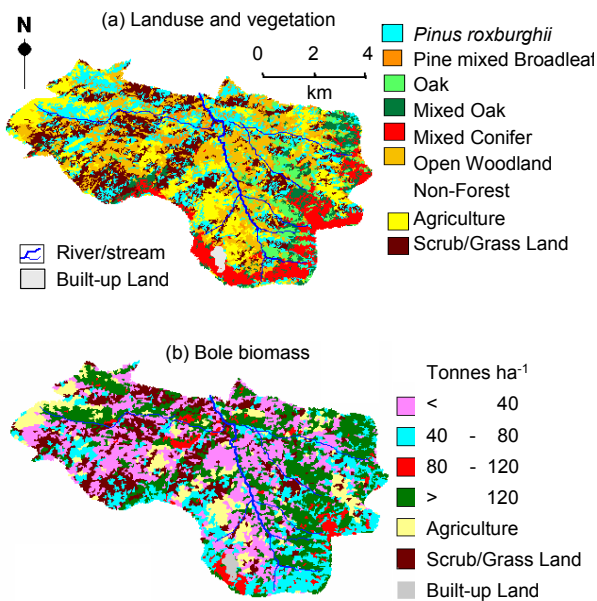 (a) Landuse and vegetation
N
0 2 4
km
Pinus roxburghii
Pine mixed Broadleaf
Oak
Mixed Oak
Mixed Conifer
Open Woodland
Non-Forest
Agriculture
Scrub/Grass Land
River/stream
Built-up Land
(b) Bole biomass
Tonnes ha-1
< 40
40 - 80
80 - 120
> 120
Agriculture
Scrub/Grass Land
Built-up Land